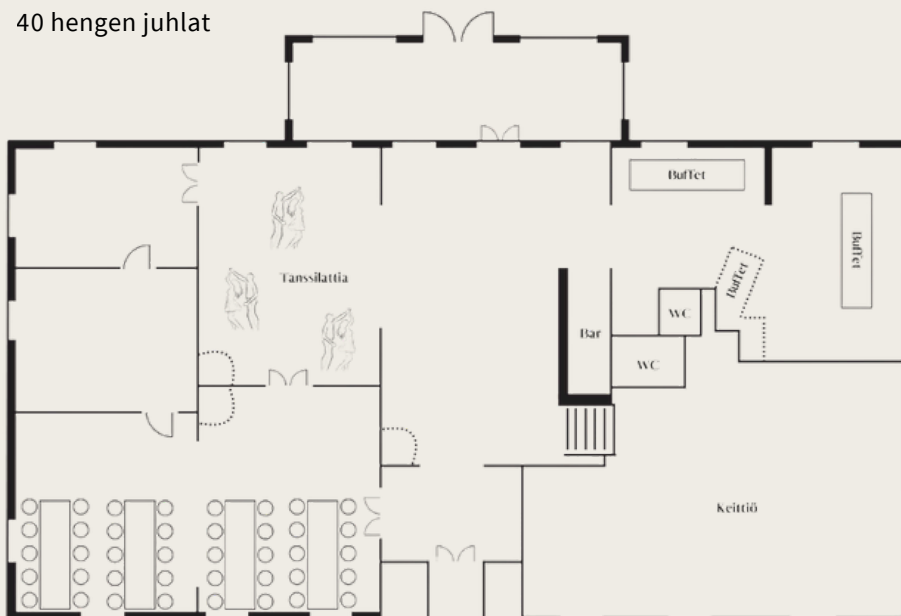 40 hengen juhlat
Buffet
Buffet
Buffet
Tanssilattia
Bar
WC
WC
Keittiö